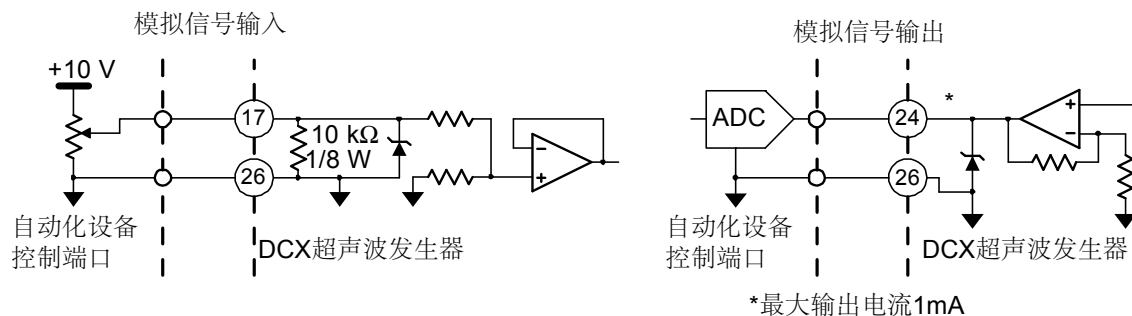 模拟信号输入
+10 V
17
10 kΩ
1/8 W
26
自动化设备
控制端口
DCX超声波发生器
模拟信号输出
ADC
24
*
26
自动化设备
控制端口
DCX超声波发生器
*最大输出电流1mA